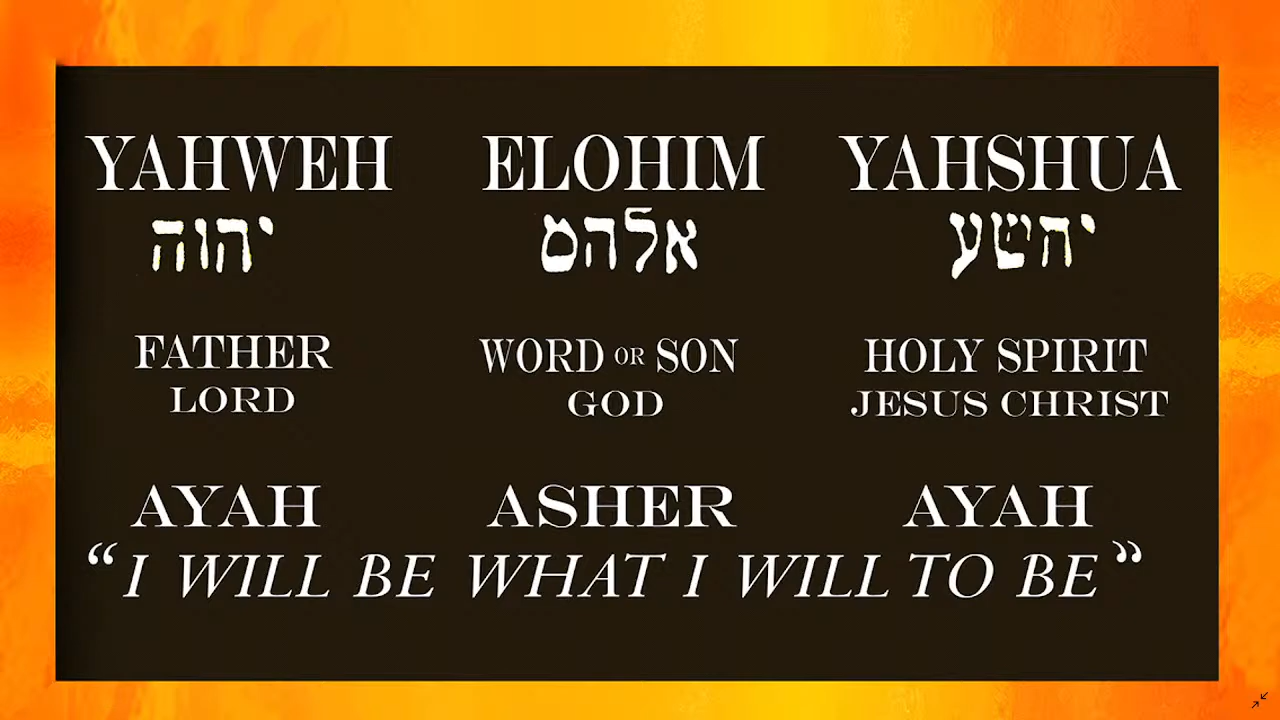 YAHWEH ELOHIM YAHSHUA
יהוה אלהם יהשע
FATHER WORD OR SON HOLY SPIRIT
LORD GOD JESUS CHRIST
AYAH ASHER AYAH
“I WILL BE WHAT I WILL TO BE”